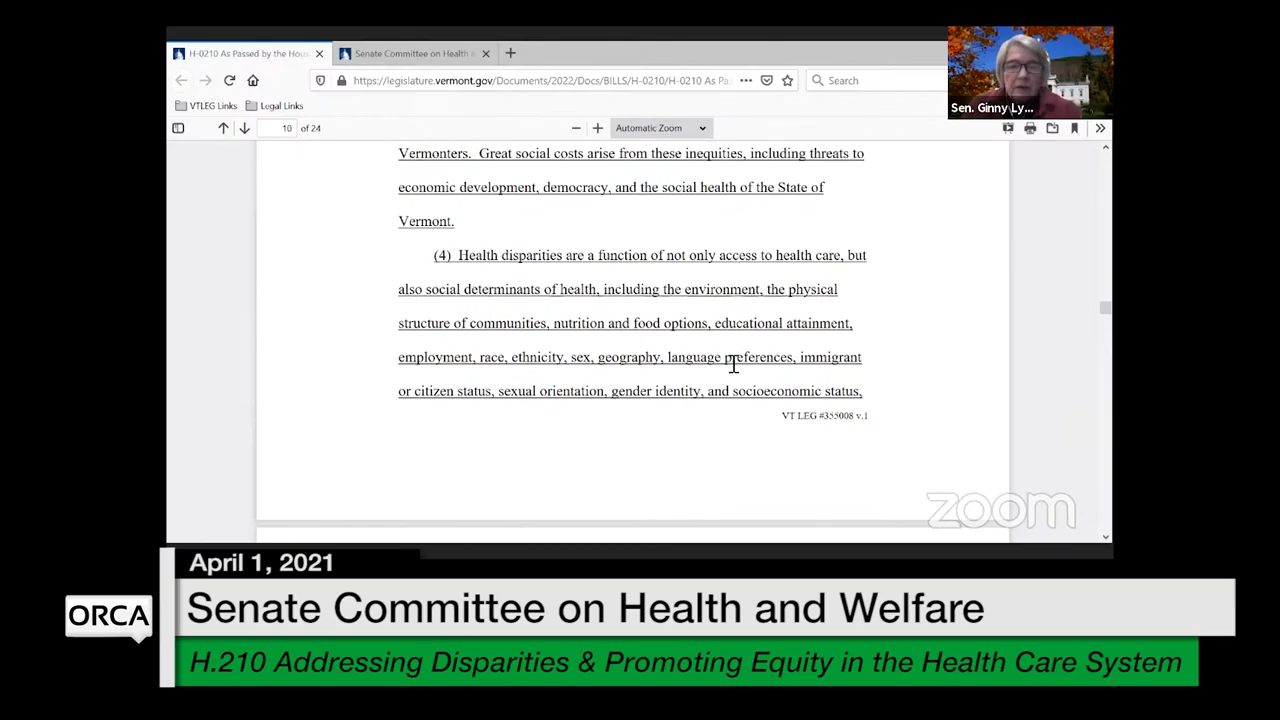 H-0210 As Passed by the Hou
Senate Committee on Health a
https://legislature.vermont.gov/Documents/2022/Docs/BILLS/H-0210/H-0210 As Pa
Search
VTLEG Links
Legal Links
10 of 24
Automatic Zoom
Sen. Ginny Ly...
Vermonters. Great social costs arise from these inequities, including threats to
economic development, democracy, and the social health of the State of
Vermont.
(4) Health disparities are a function of not only access to health care, but
also social determinants of health, including the environment, the physical
structure of communities, nutrition and food options, educational attainment,
employment, race, ethnicity, sex, geography, language preferences, immigrant
or citizen status, sexual orientation, gender identity, and socioeconomic status,
VT LEG #355008 v.1
zoom
April 1, 2021
ORCA
Senate Committee on Health and Welfare
H.210 Addressing Disparities & Promoting Equity in the Health Care System